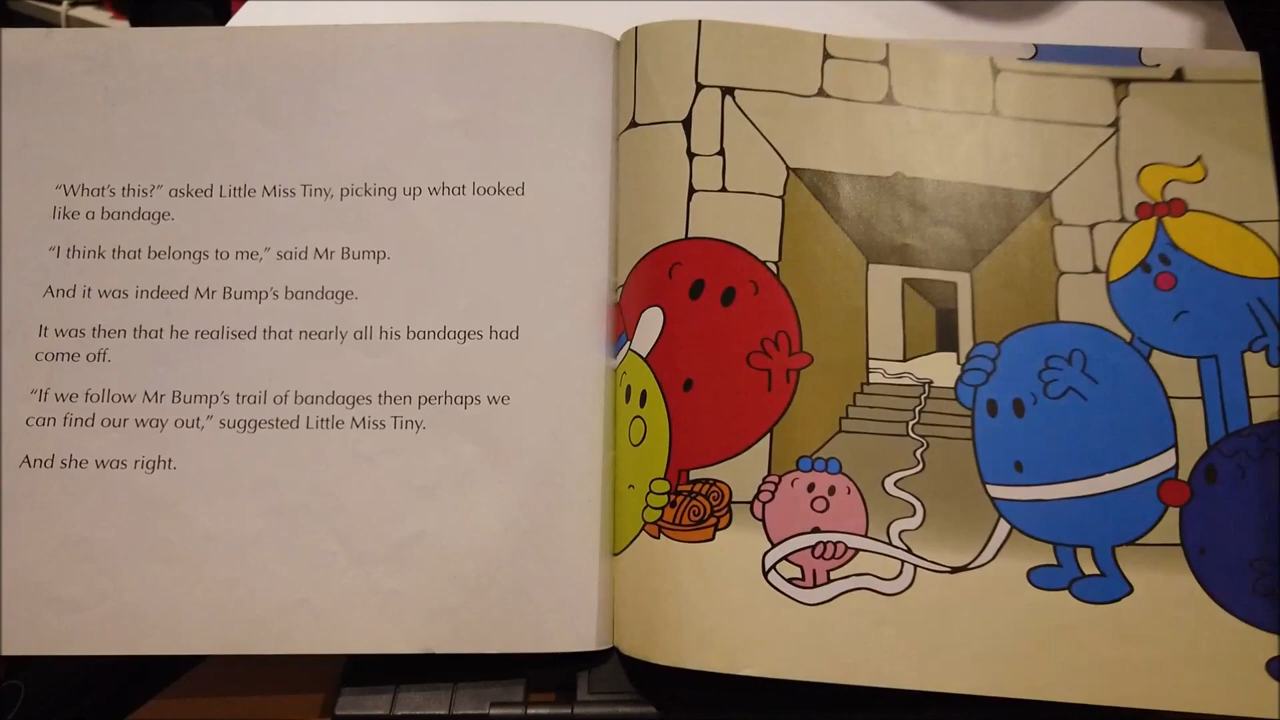 “What’s this?” asked Little Miss Tiny, picking up what looked
like a bandage.
“I think that belongs to me,” said Mr Bump.
And it was indeed Mr Bump’s bandage.
It was then that he realised that nearly all his bandages had
come off.
“If we follow Mr Bump’s trail of bandages then perhaps we
can find our way out,” suggested Little Miss Tiny.
And she was right.